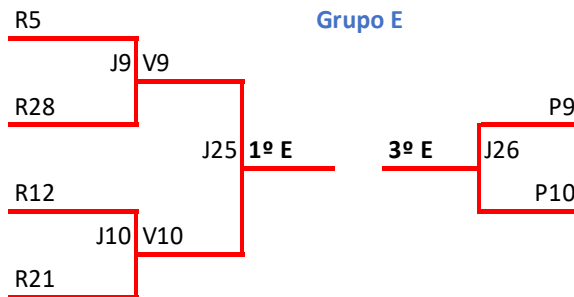 R5
Grupo E
J9 V9
R28
P9
J25 1º E
3º E J26
R12
P10
J10 V10
R21